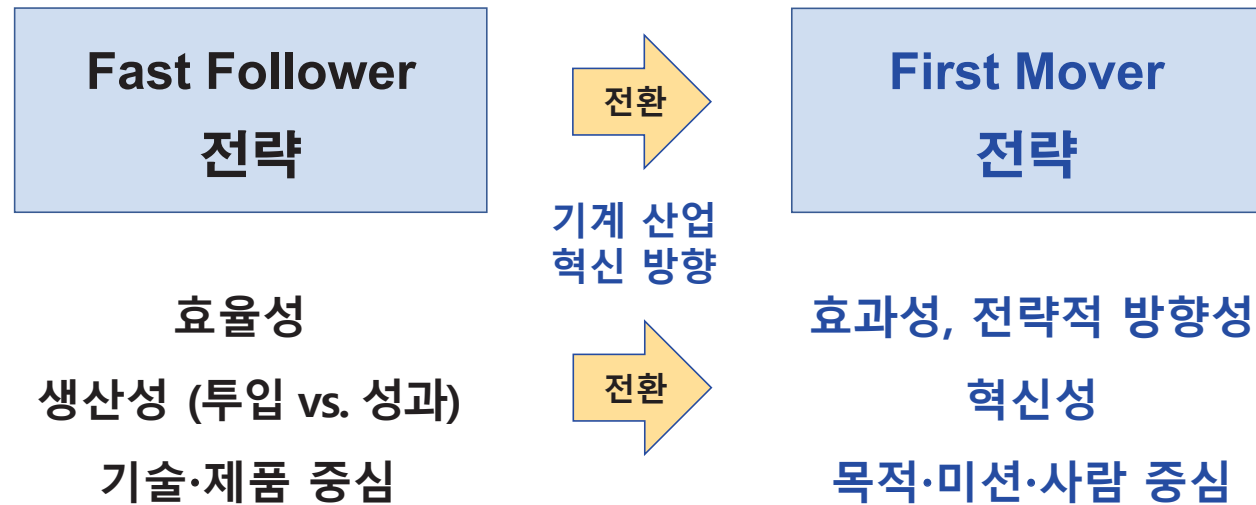 Fast Follower
전략
전환
기계 산업
혁신 방향
First Mover
전략
효율성
생산성 (투입 vs. 성과)
기술·제품 중심
전환
효과성, 전략적 방향성
혁신성
목적·미션·사람 중심